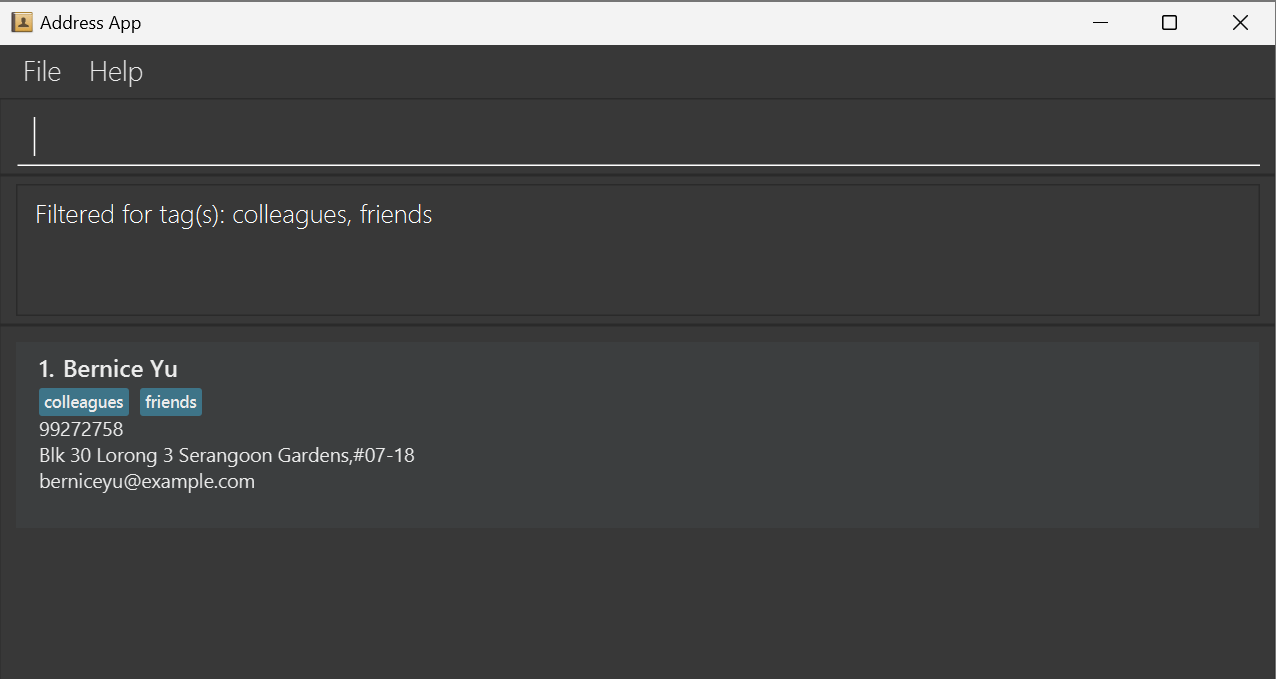 Address App
File Help
Filtered for tag(s): colleagues, friends
1. Bernice Yu
colleagues friends
99272758
Blk 30 Lorong 3 Serangoon Gardens,#07-18
berniceyu@example.com